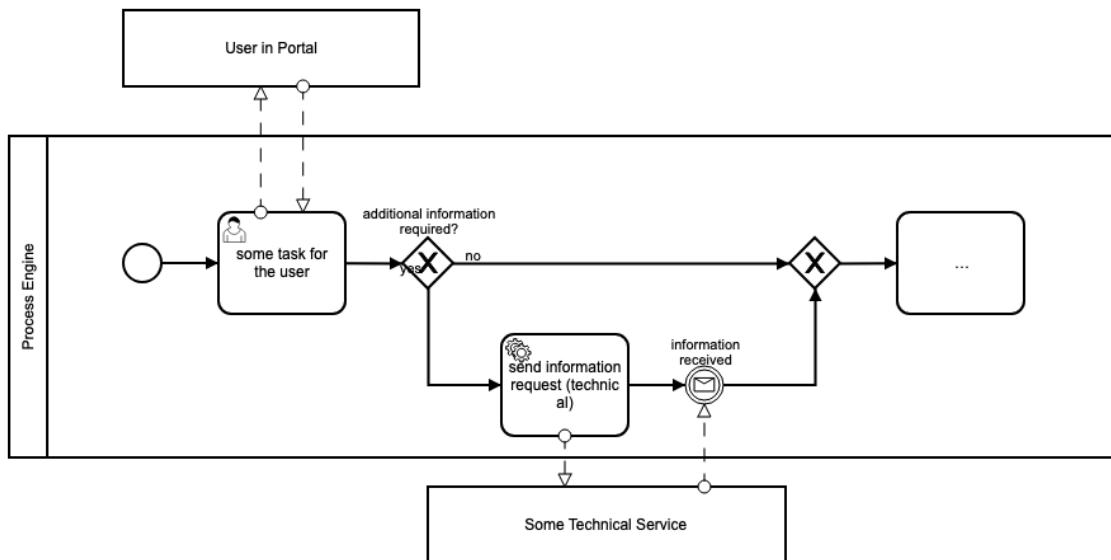 User in Portal
Process Engine
additional information
required?
some task for
the user
yes
no
...
send information
request (technic
al)
information
received
Some Technical Service